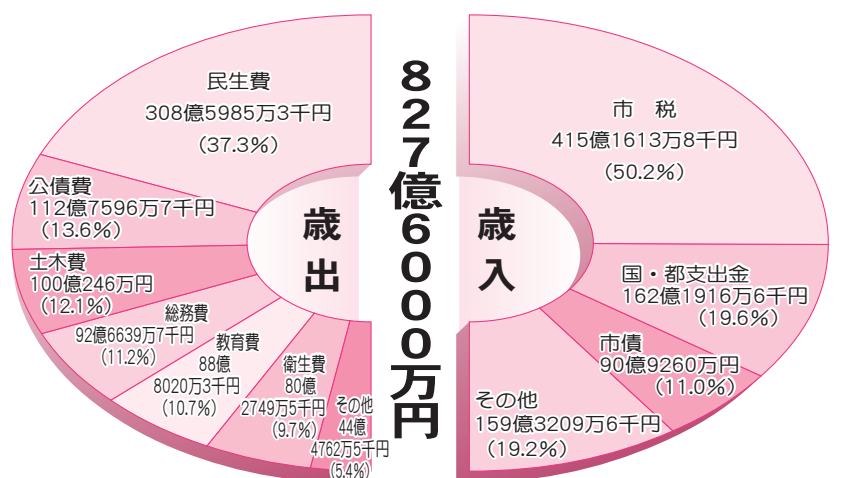 民生費
308億5985万3千円
（37.3％）
公債費
112億7596万7千円
（13.6％）
土木費
100億246万円
（12.1％）
総務費
92億6639万7千円
（11.2％）
教育費
88億
8020万3千円
（10.7％）
衛生費
80億
2749万5千円
（9.7％）
その他
44億
4762万5千円
（5.4％）
歳出
827億6000万円
歳入
市　税
415億1613万8千円
（50.2％）
国・都支出金
162億1916万6千円
（19.6％）
市債
90億9260万円
（11.0％）
その他
159億3209万6千円
（19.2％）